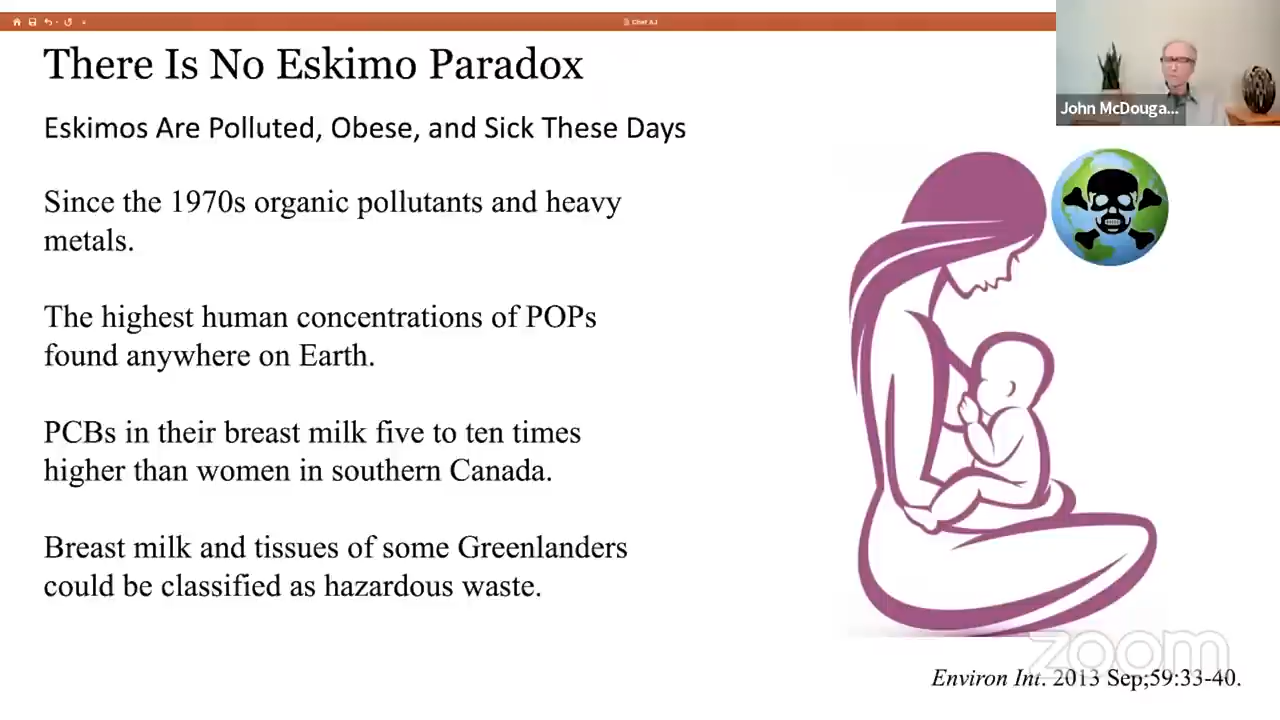 Chef AJ
There Is No Eskimo Paradox
John McDouga...
Eskimos Are Polluted, Obese, and Sick These Days
Since the 1970s organic pollutants and heavy
metals.
The highest human concentrations of POPs
found anywhere on Earth.
PCBs in their breast milk five to ten times
higher than women in southern Canada.
Breast milk and tissues of some Greenlanders
could be classified as hazardous waste.
zoom
Environ Int. 2013 Sep;59:33-40.